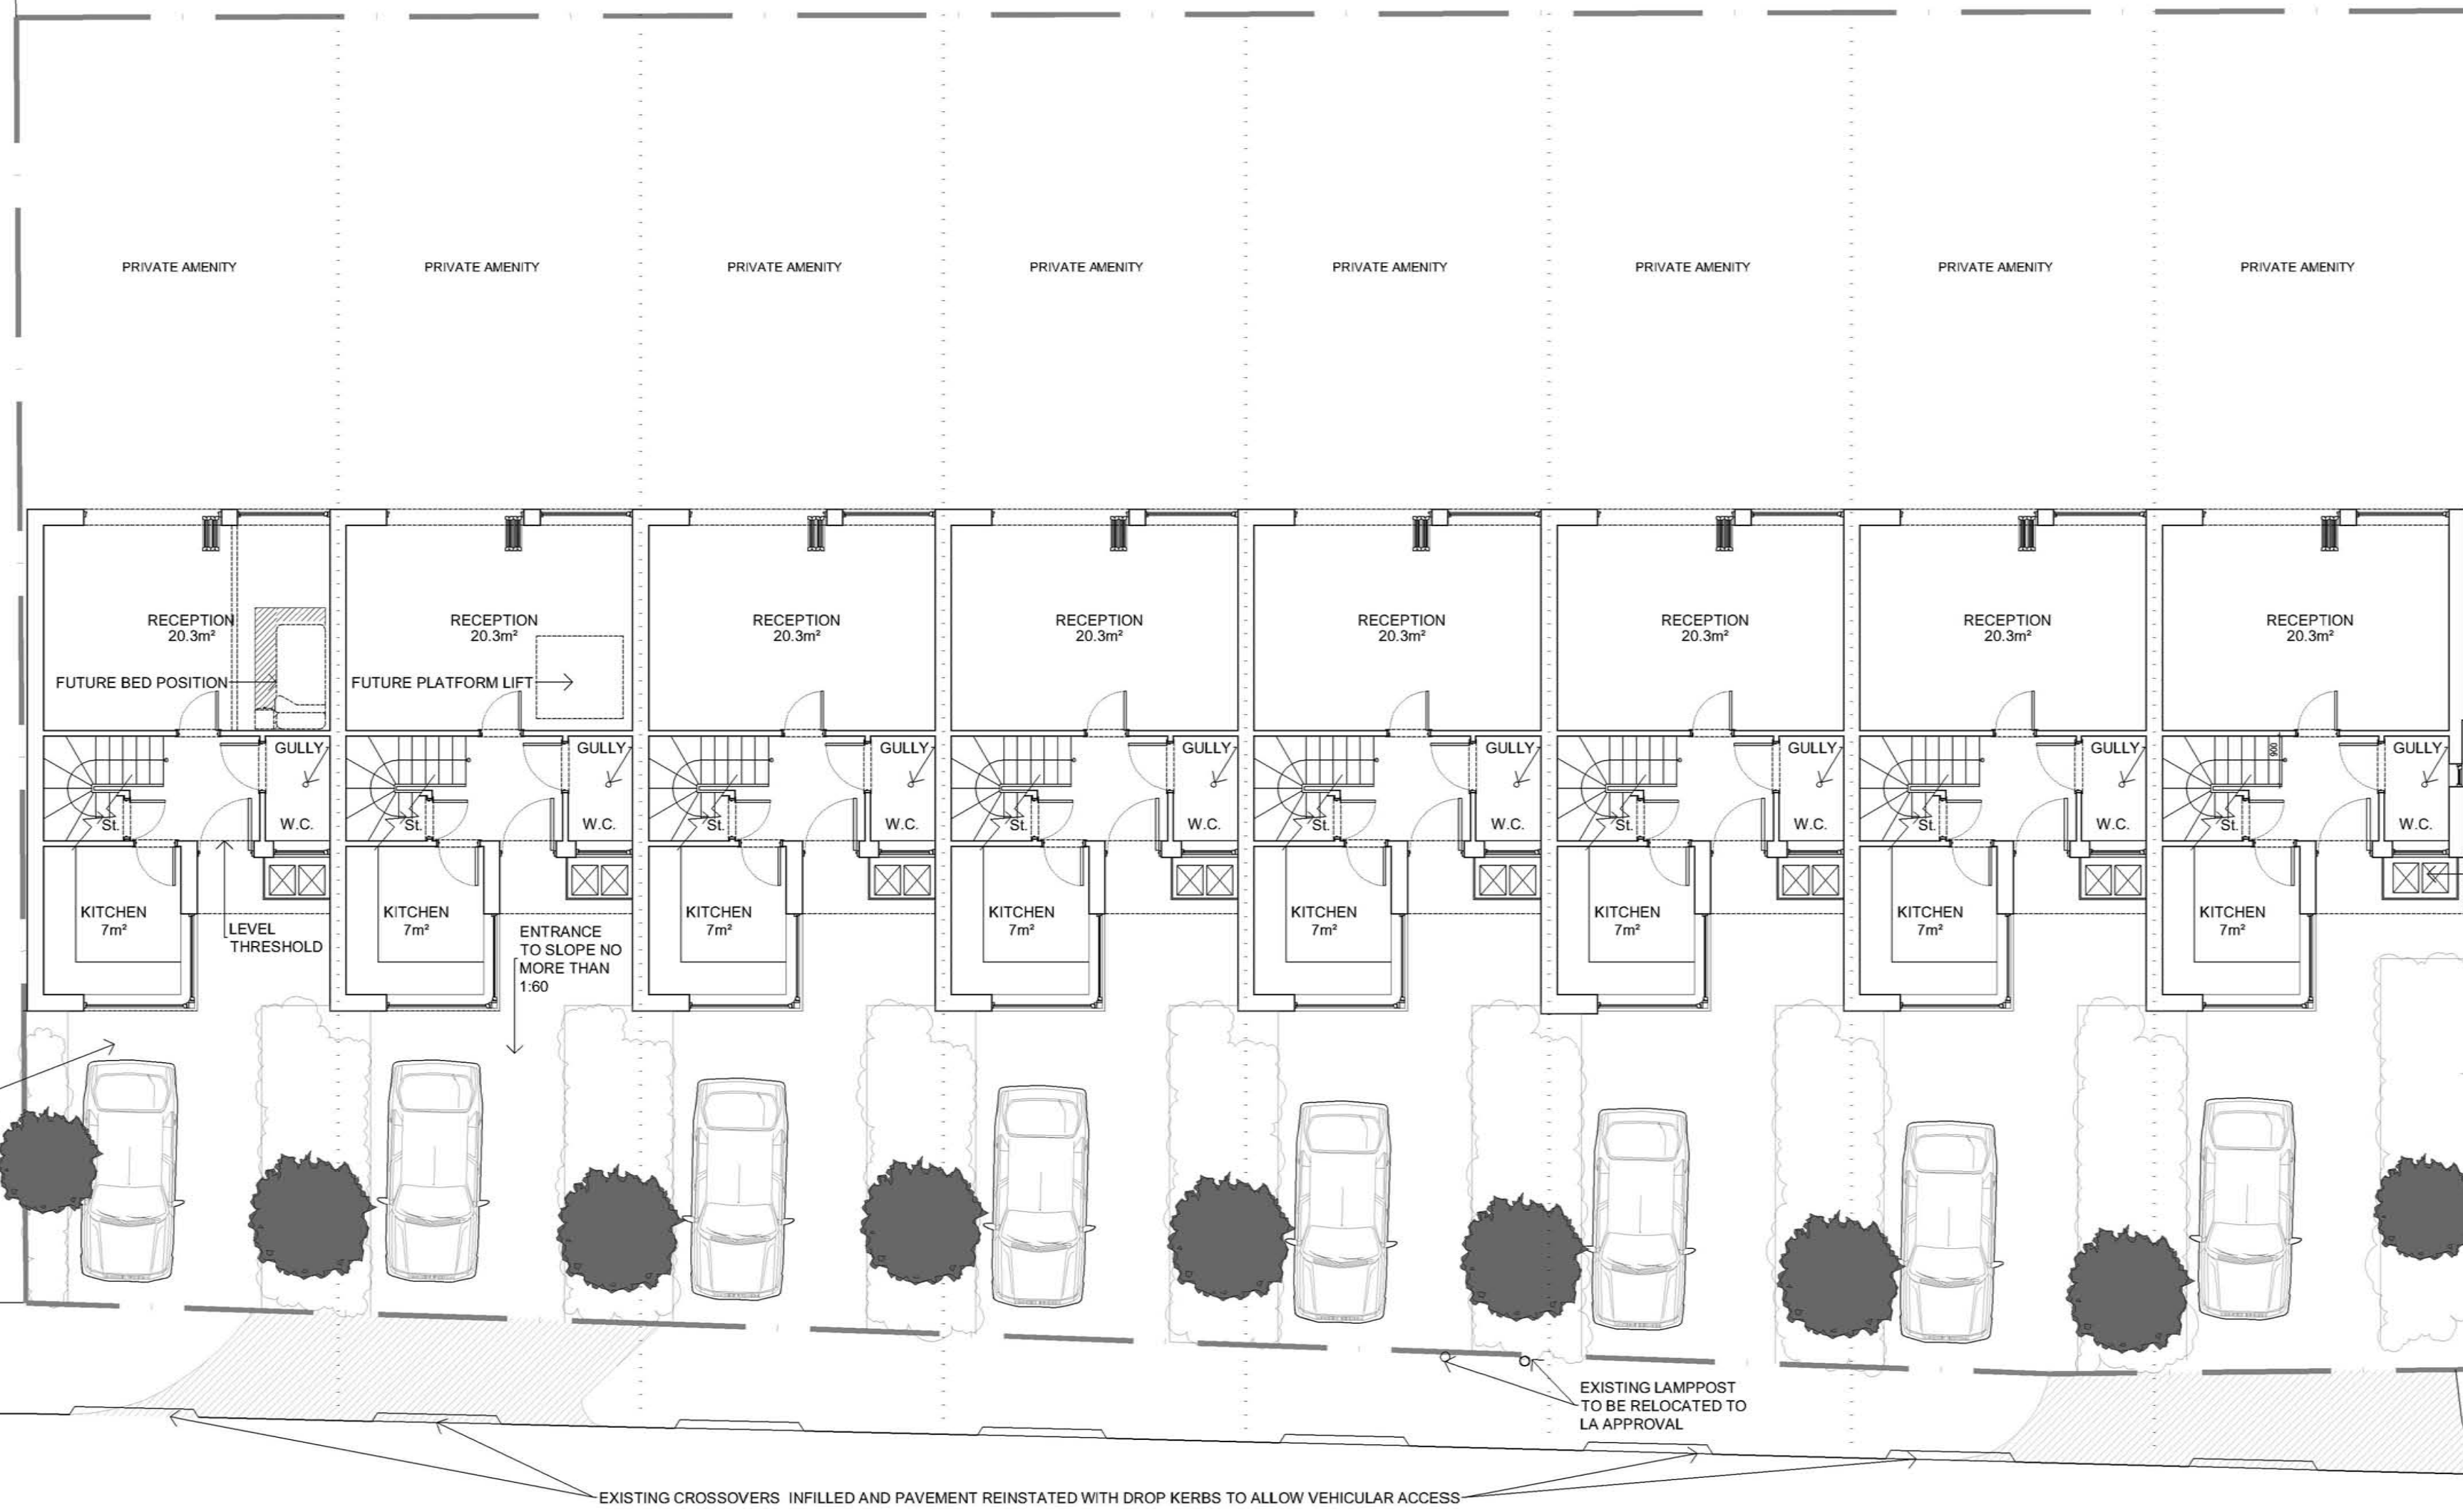 PRIVATE AMENITY
PRIVATE AMENITY
PRIVATE AMENITY
PRIVATE AMENITY
PRIVATE AMENITY
PRIVATE AMENITY
PRIVATE AMENITY
PRIVATE AMENITY
RECEPTION
20.3m²
RECEPTION
20.3m²
RECEPTION
20.3m²
RECEPTION
20.3m²
RECEPTION
20.3m²
RECEPTION
20.3m²
RECEPTION
20.3m²
RECEPTION
20.3m²
FUTURE BED POSITION
FUTURE PLATFORM LIFT
GULLY
GULLY
GULLY
GULLY
GULLY
GULLY
GULLY
900
GULLY
St.
W.C.
St.
W.C.
St.
W.C.
St.
W.C.
St.
W.C.
St.
W.C.
St.
W.C.
St.
W.C.
KITCHEN
7m²
KITCHEN
7m²
KITCHEN
7m²
KITCHEN
7m²
KITCHEN
7m²
KITCHEN
7m²
KITCHEN
7m²
KITCHEN
7m²
LEVEL
THRESHOLD
ENTRANCE
TO SLOPE NO
MORE THAN
1:60
EXISTING LAMPPOST
TO BE RELOCATED TO
LA APPROVAL
EXISTING CROSSOVERS INFILLED AND PAVEMENT REINSTATED WITH DROP KERBS TO ALLOW VEHICULAR ACCESS